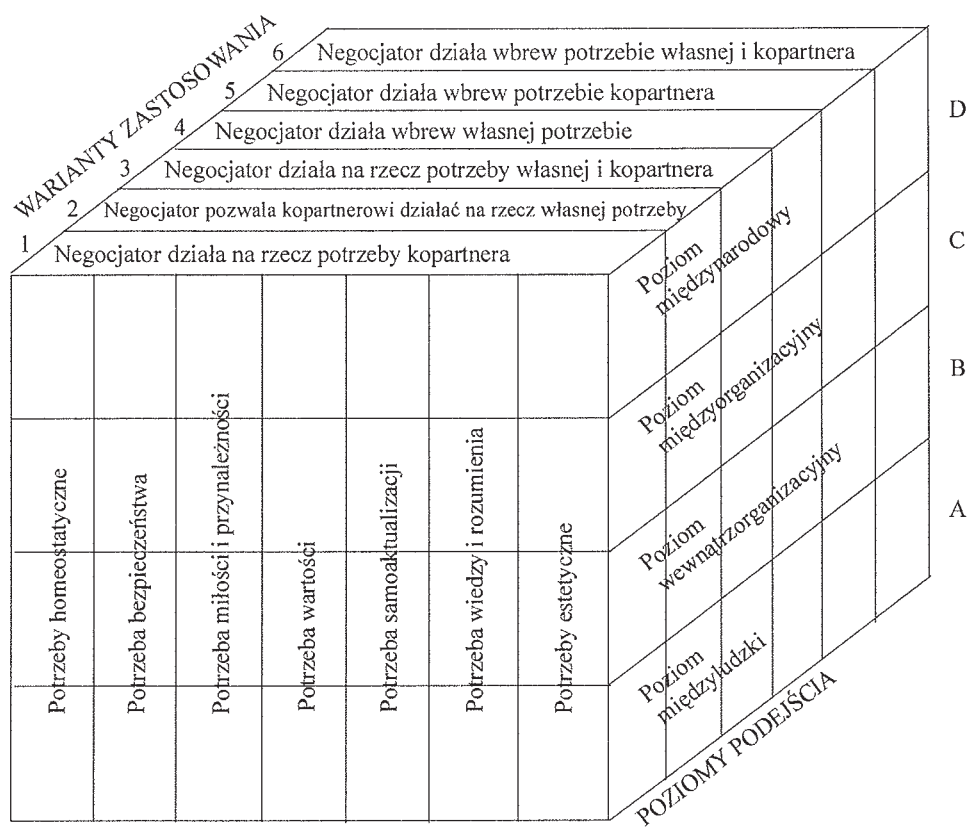 WARIANTY ZASTOSOWANIA
6 Negocjator działa wbrew potrzebie własnej i kopartnera
5 Negocjator działa wbrew potrzebie kopartnera
4 Negocjator działa wbrew własnej potrzebie
3 Negocjator działa na rzecz potrzeby własnej i kopartnera
2 Negocjator pozwala kopartnerowi działać na rzecz własnej potrzeby
1 Negocjator działa na rzecz potrzeby kopartnera
Potrzeby homeostatyczne
Potrzeba bezpieczeństwa
Potrzeba miłości i przynależności
Potrzeba wartości
Potrzeba samoaktualizacji
Potrzeba wiedzy i rozumienia
Potrzeby estetyczne
Poziom
międzynarodowy
Poziom
międzyorganizacyjny
Poziom
wewnątrzorganizacyjny
Poziom
międzyludzki
D
C
B
A
POZIOMY PODEJŚCIA